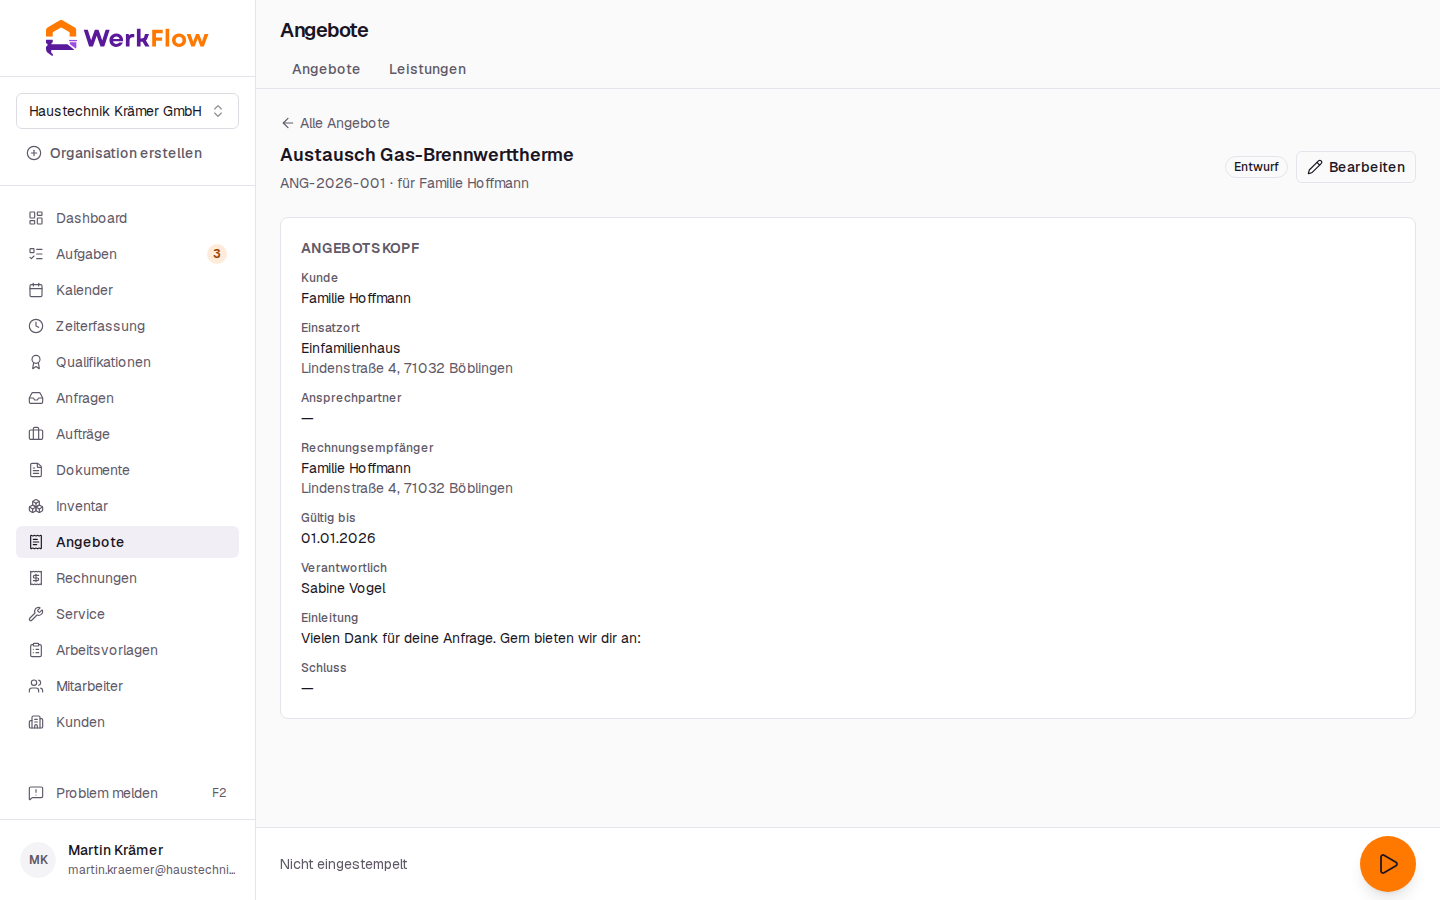 WerkFlow
Haustechnik Krämer GmbH
Organisation erstellen
Dashboard
Aufgaben 3
Kalender
Zeiterfassung
Qualifikationen
Anfragen
Aufträge
Dokumente
Inventar
Angebote
Rechnungen
Service
Arbeitsvorlagen
Mitarbeiter
Kunden
Problem melden F2
MK
Martin Krämer
martin.kraemer@haustechni...
Angebote
Angebote Leistungen
Alle Angebote
Austausch Gas-Brennwerttherme
ANG-2026-001 · für Familie Hoffmann
Entwurf Bearbeiten
ANGEBOTSKOPF
Kunde
Familie Hoffmann
Einsatzort
Einfamilienhaus
Lindenstraße 4, 71032 Böblingen
Ansprechpartner
—
Rechnungsempfänger
Familie Hoffmann
Lindenstraße 4, 71032 Böblingen
Gültig bis
01.01.2026
Verantwortlich
Sabine Vogel
Einleitung
Vielen Dank für deine Anfrage. Gern bieten wir dir an:
Schluss
—
Nicht eingestempelt